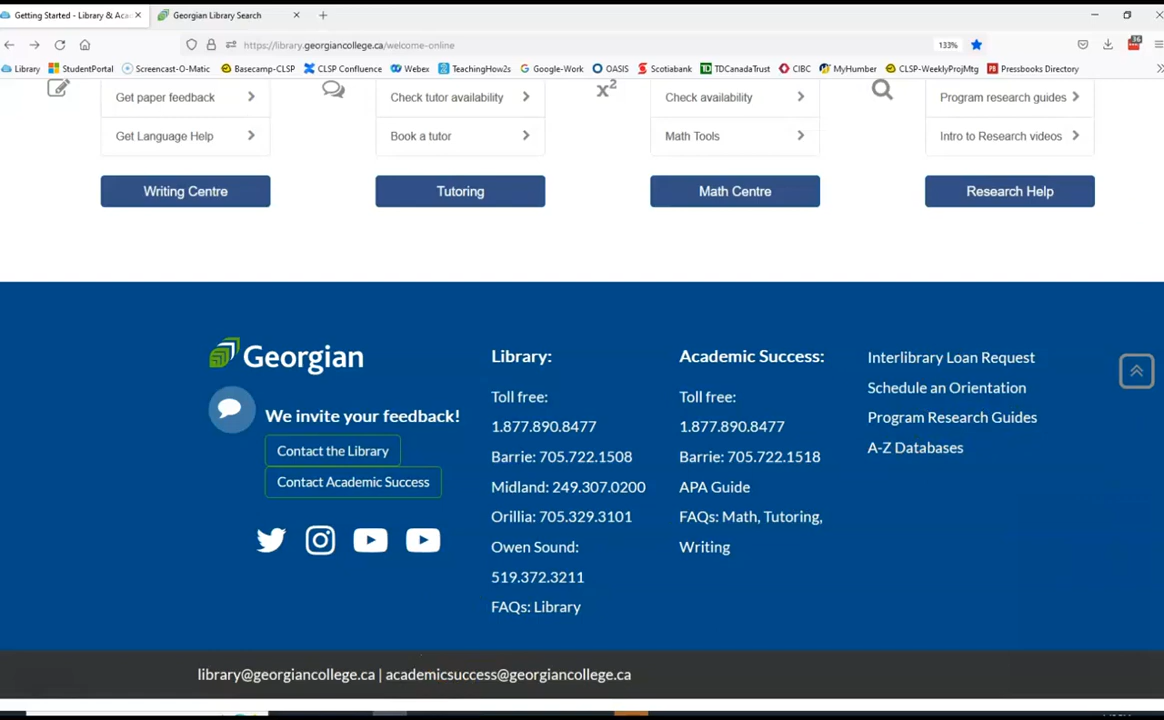 Getting Started - Library & Aca
Georgian Library Search
https://library.georgiancollege.ca/welcome-online
133%
Library
StudentPortal
Screencast-O-Matic
Basecamp-CLSP
CLSP Confluence
Webex
TeachingHow2s
Google-Work
OASIS
Scotiabank
TDCanadaTrust
CIBC
MyHumber
CLSP-WeeklyProjMtg
Pressbooks Directory
Get paper feedback
Check tutor availability
x²
Check availability
Program research guides
Get Language Help
Book a tutor
Math Tools
Intro to Research videos
Writing Centre
Tutoring
Math Centre
Research Help
Georgian
We invite your feedback!
Contact the Library
Contact Academic Success
Library:
Toll free:
1.877.890.8477
Barrie: 705.722.1508
Midland: 249.307.0200
Orillia: 705.329.3101
Owen Sound:
519.372.3211
FAQs: Library
Academic Success:
Toll free:
1.877.890.8477
Barrie: 705.722.1518
APA Guide
FAQs: Math, Tutoring,
Writing
Interlibrary Loan Request
Schedule an Orientation
Program Research Guides
A-Z Databases
library@georgiancollege.ca | academicsuccess@georgiancollege.ca